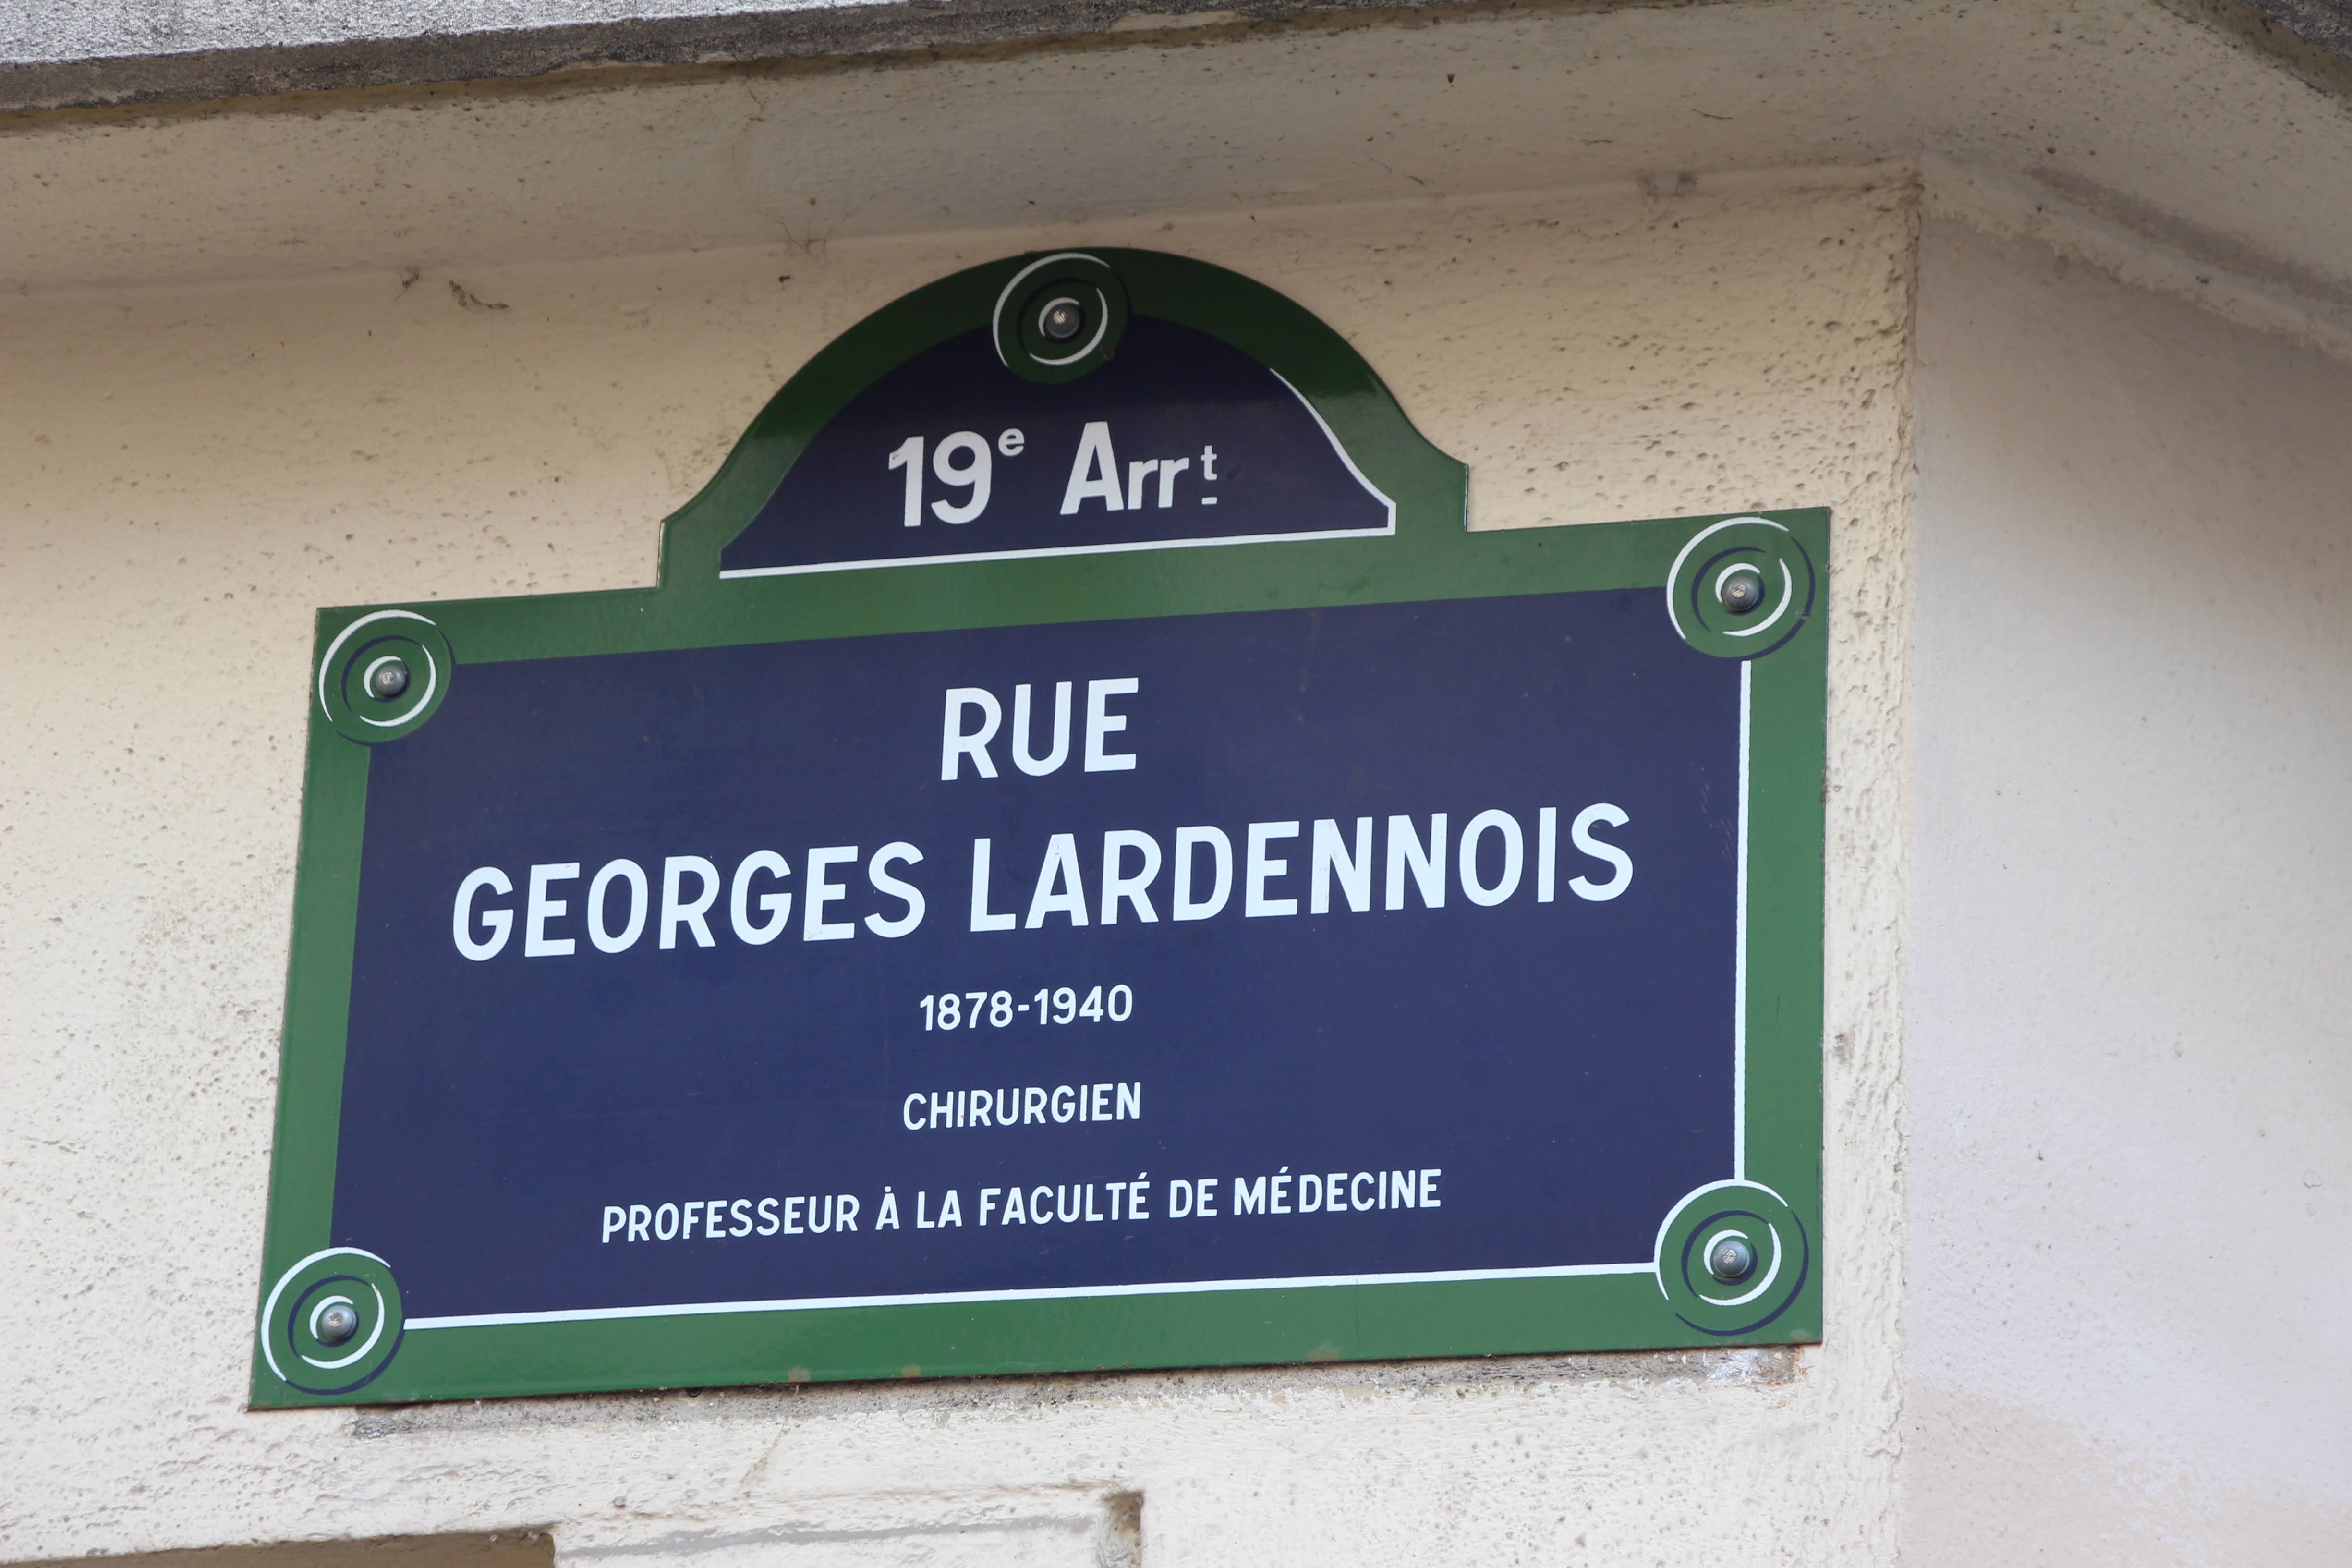 19e Arrt
RUE
GEORGES LARDENNOIS
1878-1940
CHIRURGIEN
PROFESSEUR À LA FACULTÉ DE MÉDECINE